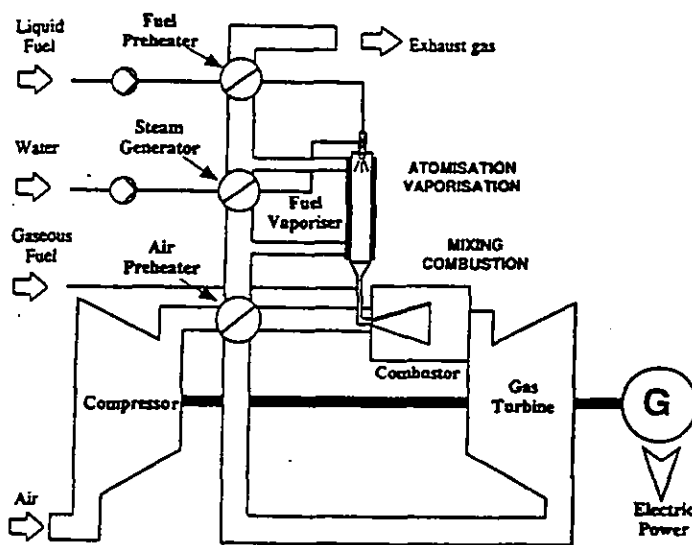 Liquid
Fuel
Fuel
Preheater
Exhaust gas
Water
Steam
Generator
ATOMISATION
VAPORISATION
Fuel
Vaporiser
Gaseous
Fuel
Air
Preheater
MIXING
COMBUSTION
Combustor
Compressor
Gas
Turbine
G
Air
Electric
Power